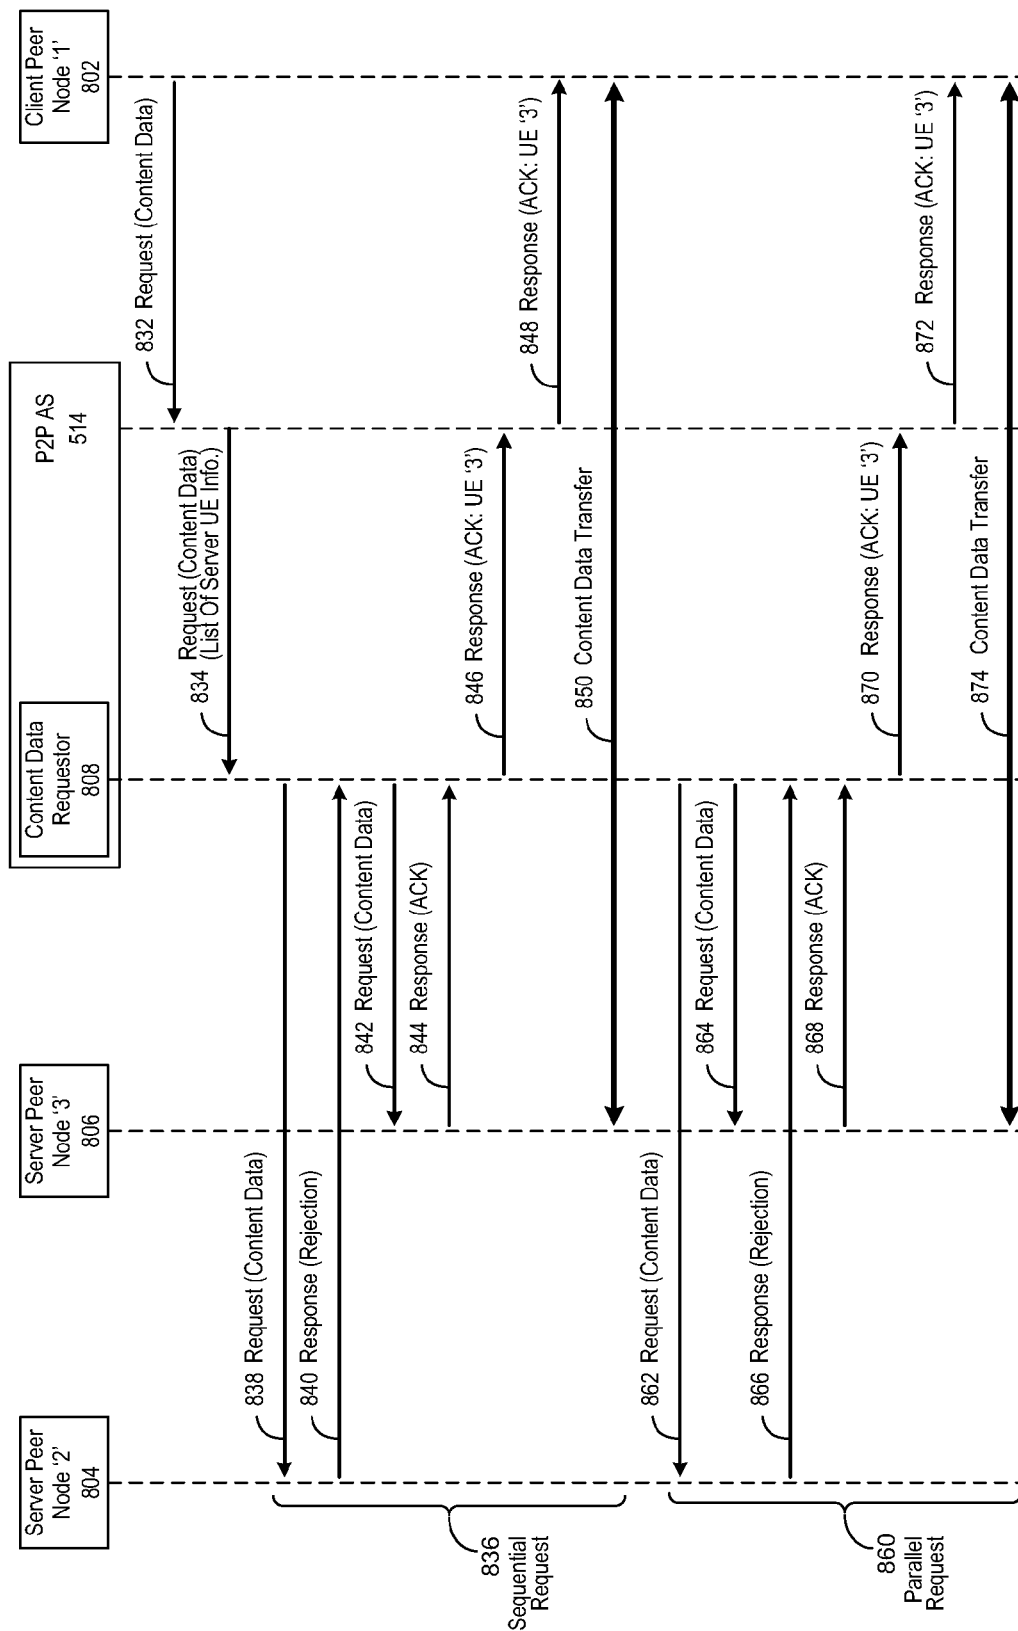 Server Peer
Node '2'
804
Server Peer
Node '3'
806
Content Data
Requestor
808
P2P AS
514
Client Peer
Node '1'
802
832 Request (Content Data)
834 Request (Content Data)
(List Of Server UE Info.)
836
Sequential
Request
838 Request (Content Data)
840 Response (Rejection)
842 Request (Content Data)
844 Response (ACK)
846 Response (ACK: UE '3')
848 Response (ACK: UE '3')
850 Content Data Transfer
860
Parallel
Request
862 Request (Content Data)
864 Request (Content Data)
866 Response (Rejection)
868 Response (ACK)
870 Response (ACK: UE '3')
872 Response (ACK: UE '3')
874 Content Data Transfer